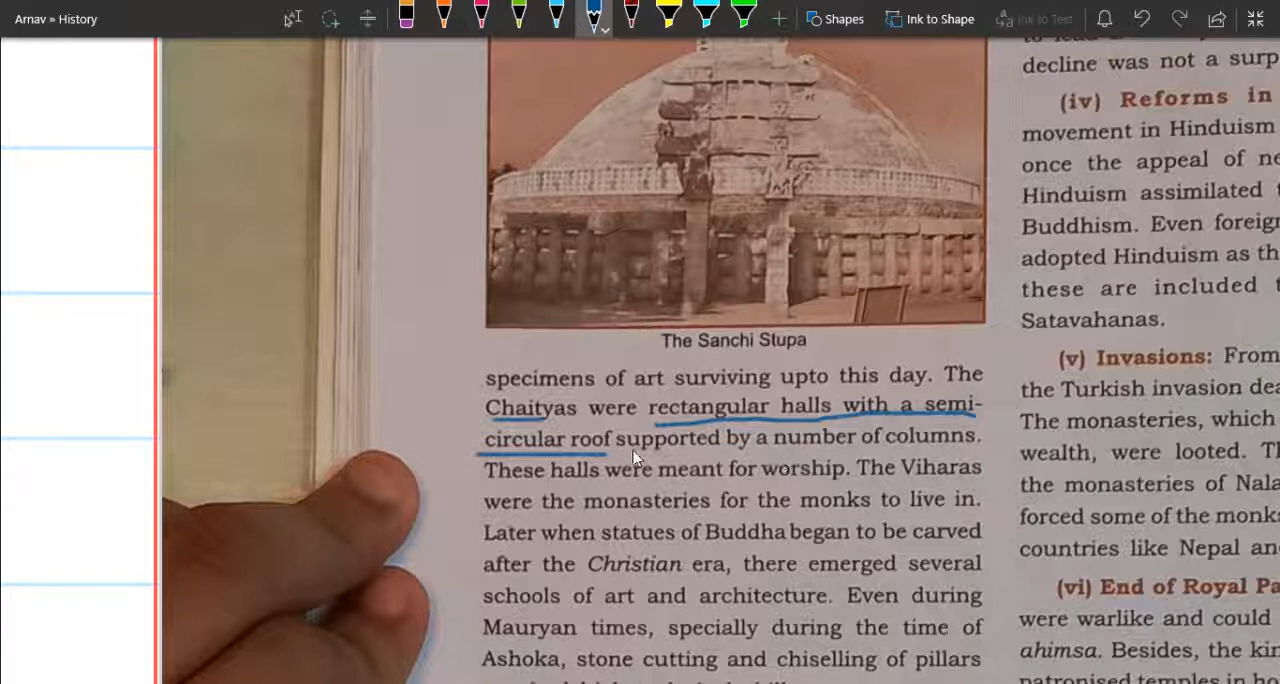 Arnav » History
Shapes
Ink to Shape
Ink to Text
The Sanchi Stupa
specimens of art surviving upto this day. The
Chaityas were rectangular halls with a semi-
circular roof supported by a number of columns.
These halls were meant for worship. The Viharas
were the monasteries for the monks to live in.
Later when statues of Buddha began to be carved
after the Christian era, there emerged several
schools of art and architecture. Even during
Mauryan times, specially during the time of
Ashoka, stone cutting and chiselling of pillars
decline was not a surp
(iv) Reforms in
movement in Hinduism
once the appeal of ne
Hinduism assimilated
Buddhism. Even foreign
adopted Hinduism as th
these are included
Satavahanas.
(v) Invasions: From
the Turkish invasion dea
The monasteries, which
wealth, were looted. Th
the monasteries of Nala
forced some of the monks
countries like Nepal an
(vi) End of Royal Pa
were warlike and could
ahimsa. Besides, the kin
patronised temples in ho